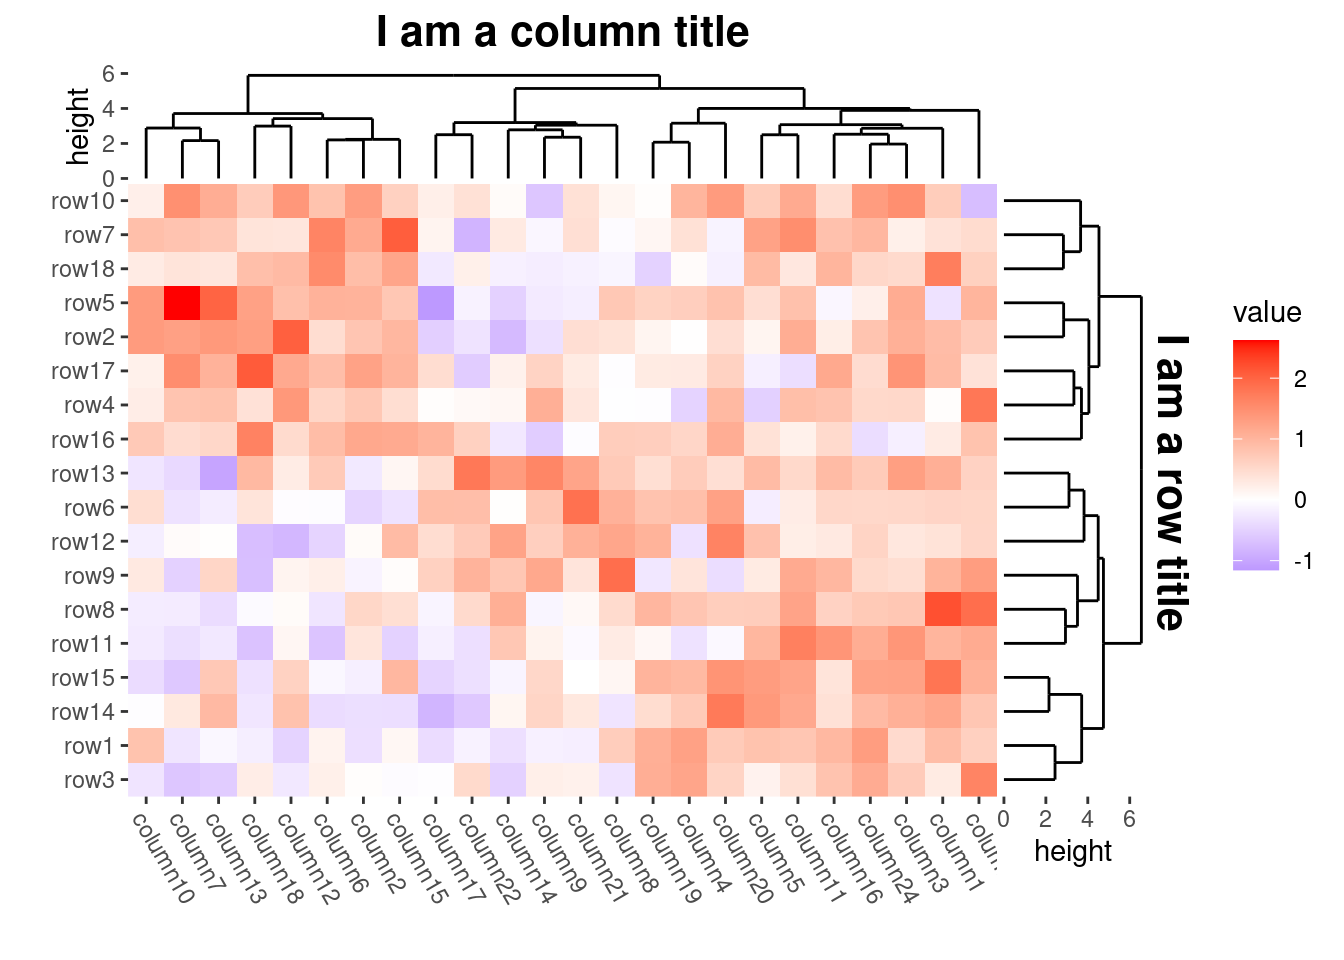 I am a column title
height
6
4
2
0
row10
row7
row18
row5
row2
row17
row4
row16
row13
row6
row12
row9
row8
row11
row15
row14
row1
row3
column10
column7
column13
column18
column12
column6
column2
column15
column17
column22
column14
column9
column21
column8
column19
column4
column20
column5
column11
column16
column24
column3
column1
0 2 4 6
height
I am a row title
value
2
1
0
-1